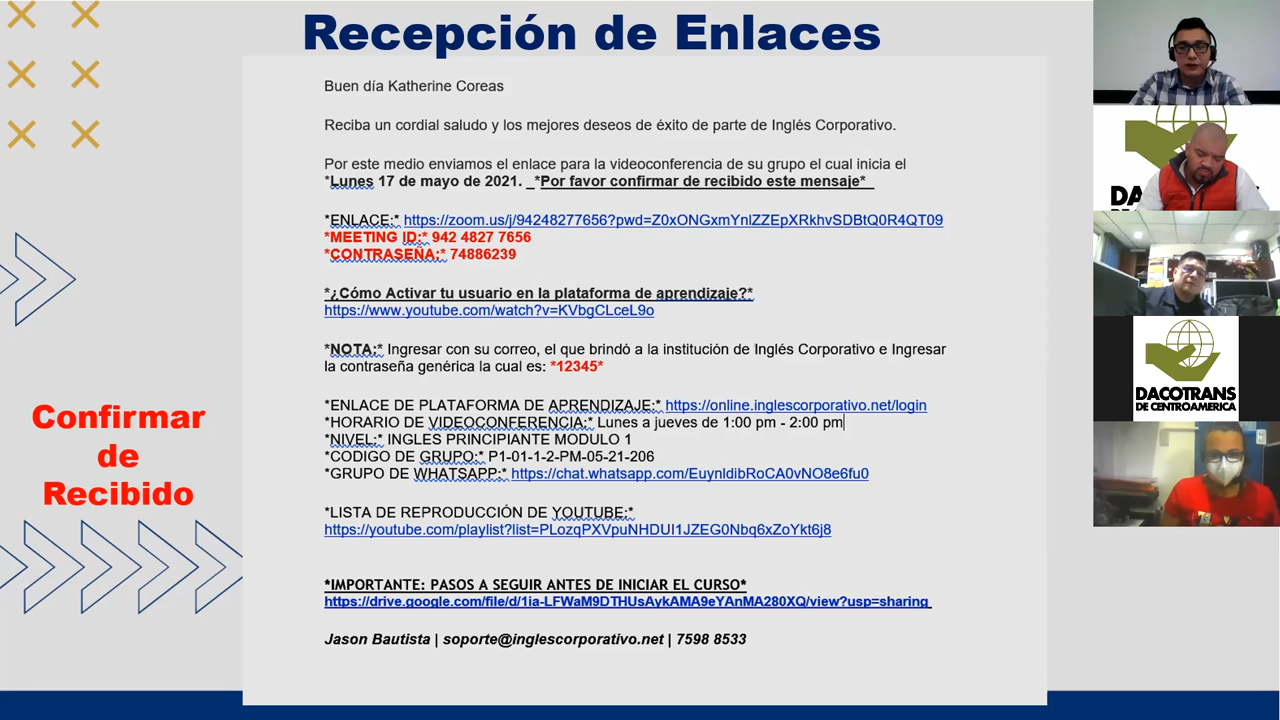 Recepción de Enlaces
Buen día Katherine Coreas
Reciba un cordial saludo y los mejores deseos de éxito de parte de Inglés Corporativo.
Por este medio enviamos el enlace para la videoconferencia de su grupo el cual inicia el
*Lunes 17 de mayo de 2021. _*Por favor confirmar de recibido este mensaje*_
*ENLACE:* https://zoom.us/j/94248277656?pwd=Z0xONGxmYnlZZEpXRkhvSDBtQ0R4QT09
*MEETING ID:* 942 4827 7656
*CONTRASEÑA:* 74886239
*¿Cómo Activar tu usuario en la plataforma de aprendizaje?*
https://www.youtube.com/watch?v=KVbgCLceL9o
*NOTA:* Ingresar con su correo, el que brindó a la institución de Inglés Corporativo e Ingresar
la contraseña genérica la cual es: *12345*
*ENLACE DE PLATAFORMA DE APRENDIZAJE:* https://online.inglescorporativo.net/login
*HORARIO DE VIDEOCONFERENCIA:* Lunes a jueves de 1:00 pm - 2:00 pm
*NIVEL:* INGLES PRINCIPIANTE MODULO 1
*CODIGO DE GRUPO:* P1-01-1-2-PM-05-21-206
*GRUPO DE WHATSAPP:* https://chat.whatsapp.com/EuynldibRoCA0vNO8e6fu0
*LISTA DE REPRODUCCIÓN DE YOUTUBE:*
https://youtube.com/playlist?list=PLozqPXVpuNHDUI1JZEG0Nbq6xZoYkt6j8
*IMPORTANTE: PASOS A SEGUIR ANTES DE INICIAR EL CURSO*
https://drive.google.com/file/d/1ia-LFWaM9DTHUsAykAMA9eYAnMA280XQ/view?usp=sharing
Jason Bautista | soporte@inglescorporativo.net | 7598 8533
Confirmar
de
Recibido
DACOTRANS
DE CENTROAMERICA